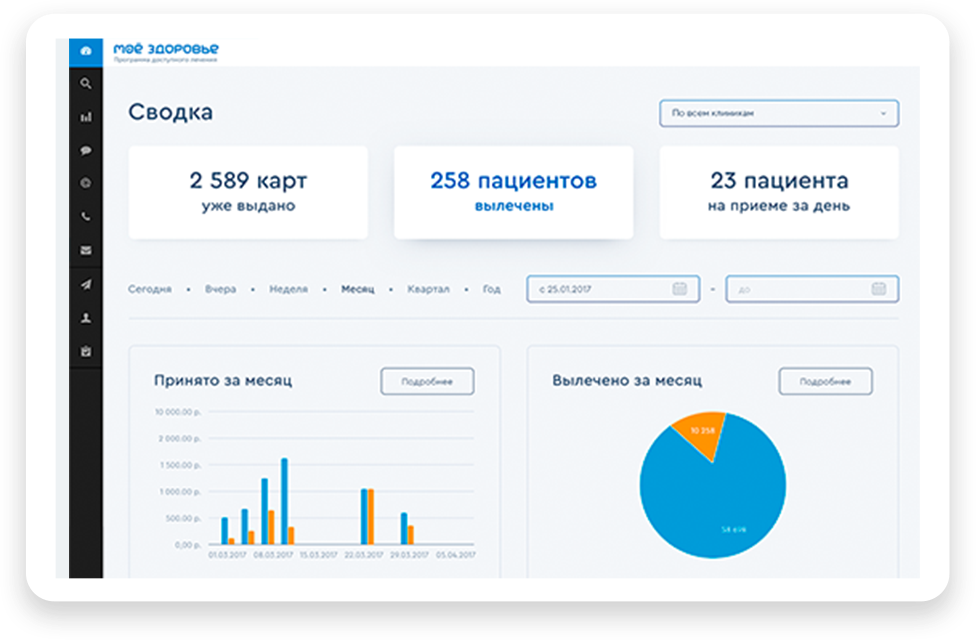 моё здоровье
Программа доступного лечения
Сводка
По всем клиникам
2 589 карт
уже выдано
258 пациентов
вылечены
23 пациента
на приеме за день
Сегодня • Вчера • Неделя • Месяц • Квартал • Год
с 25.01.2017 - до
Принято за месяц
Подробнее
10 000.00 р.
2 000.00 р.
1 500.00 р.
1 000.00 р.
500.00 р.
0,00 р.
01.03.2017 08.03.2017 15.03.2017 22.03.2017 29.03.2017 05.04.2017
Вылечено за месяц
Подробнее
10 258